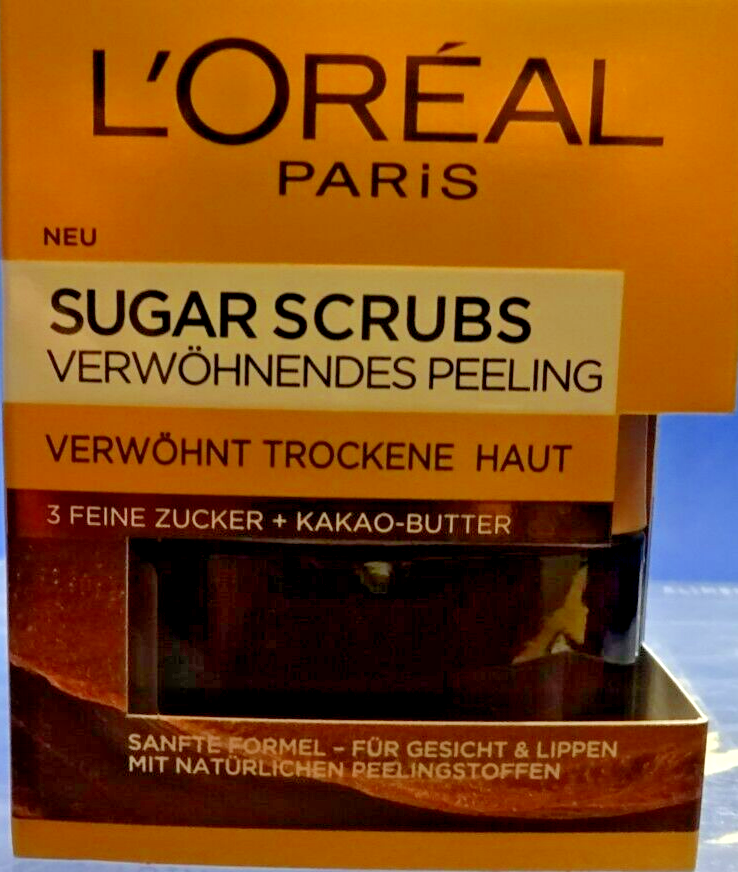 L'ORÉAL
PARiS
NEU
SUGAR SCRUBS
VERWÖHNENDES PEELING
VERWÖHNT TROCKENE HAUT
3 FEINE ZUCKER + KAKAO-BUTTER
SANFTE FORMEL – FÜR GESICHT & LIPPEN
MIT NATÜRLICHEN PEELINGSTOFFEN